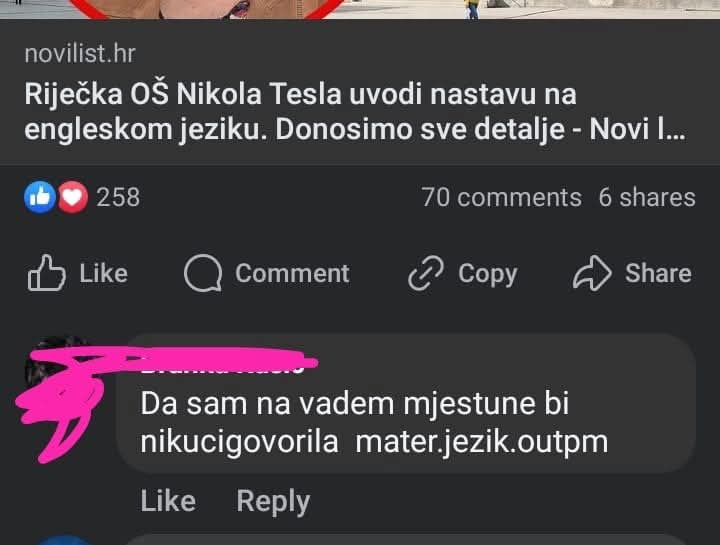 novilist.hr
Riječka OŠ Nikola Tesla uvodi nastavu na
engleskom jeziku. Donosimo sve detalje - Novi l...
258
70 comments 6 shares
Like Comment Copy Share
Da sam na vadem mjestune bi
nikucigovorila mater.jezik.outpm
Like Reply